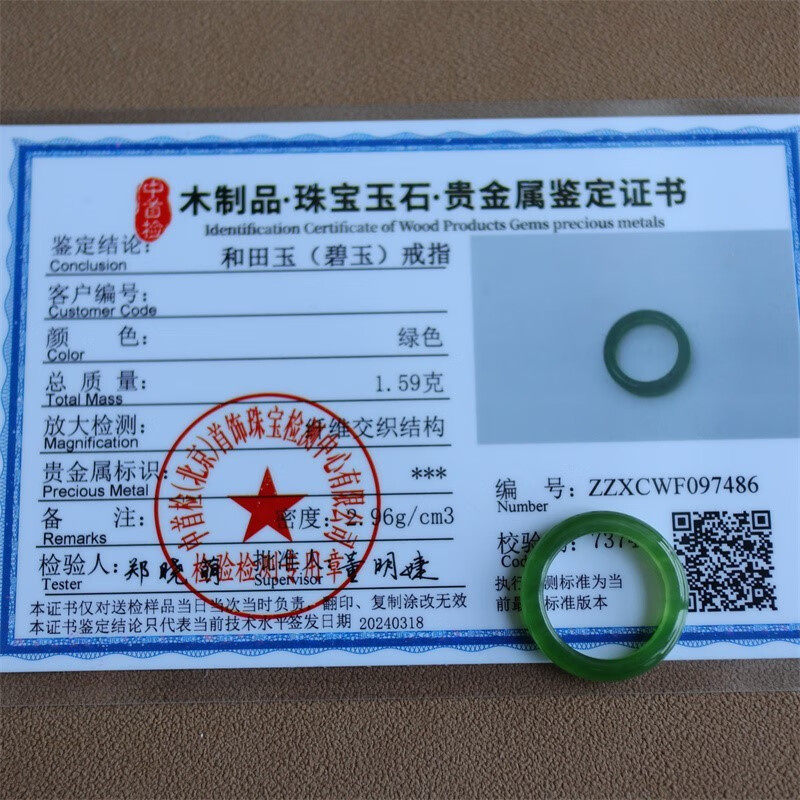 中首检
木制品·珠宝玉石·贵金属鉴定证书
Identification Certificate of Wood Products Gems precious metals
鉴定结论: 和田玉（碧玉）戒指
Conclusion
客户编号:
Customer Code
颜 色: 绿色
Color
总 质 量: 1.59克
Total Mass
放大检测: 纤维交织结构
Magnification
贵金属标识: ***
Precious Metal
备 注: 密度: 2.96g/cm3
Remarks
检验人: 郑晓 批准人 董明婕
Tester Supervisor
本证书仅对送检样品当日当次当时负责，翻印、复制涂改无效
本证书鉴定结论只代表当前技术水平签发日期 20240318
中首检(北京)首饰珠宝检测中心有限公司
检验检测专用章
编 号: ZZXCWF097486
Number
校验 : 737
Cod
执行 测标准为当
前最 标准版本